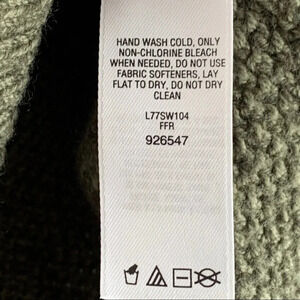 HAND WASH COLD, ONLY
NON-CHLORINE BLEACH
WHEN NEEDED, DO NOT USE
FABRIC SOFTENERS, LAY
FLAT TO DRY, DO NOT DRY
CLEAN
L77SW104
FFR
926547